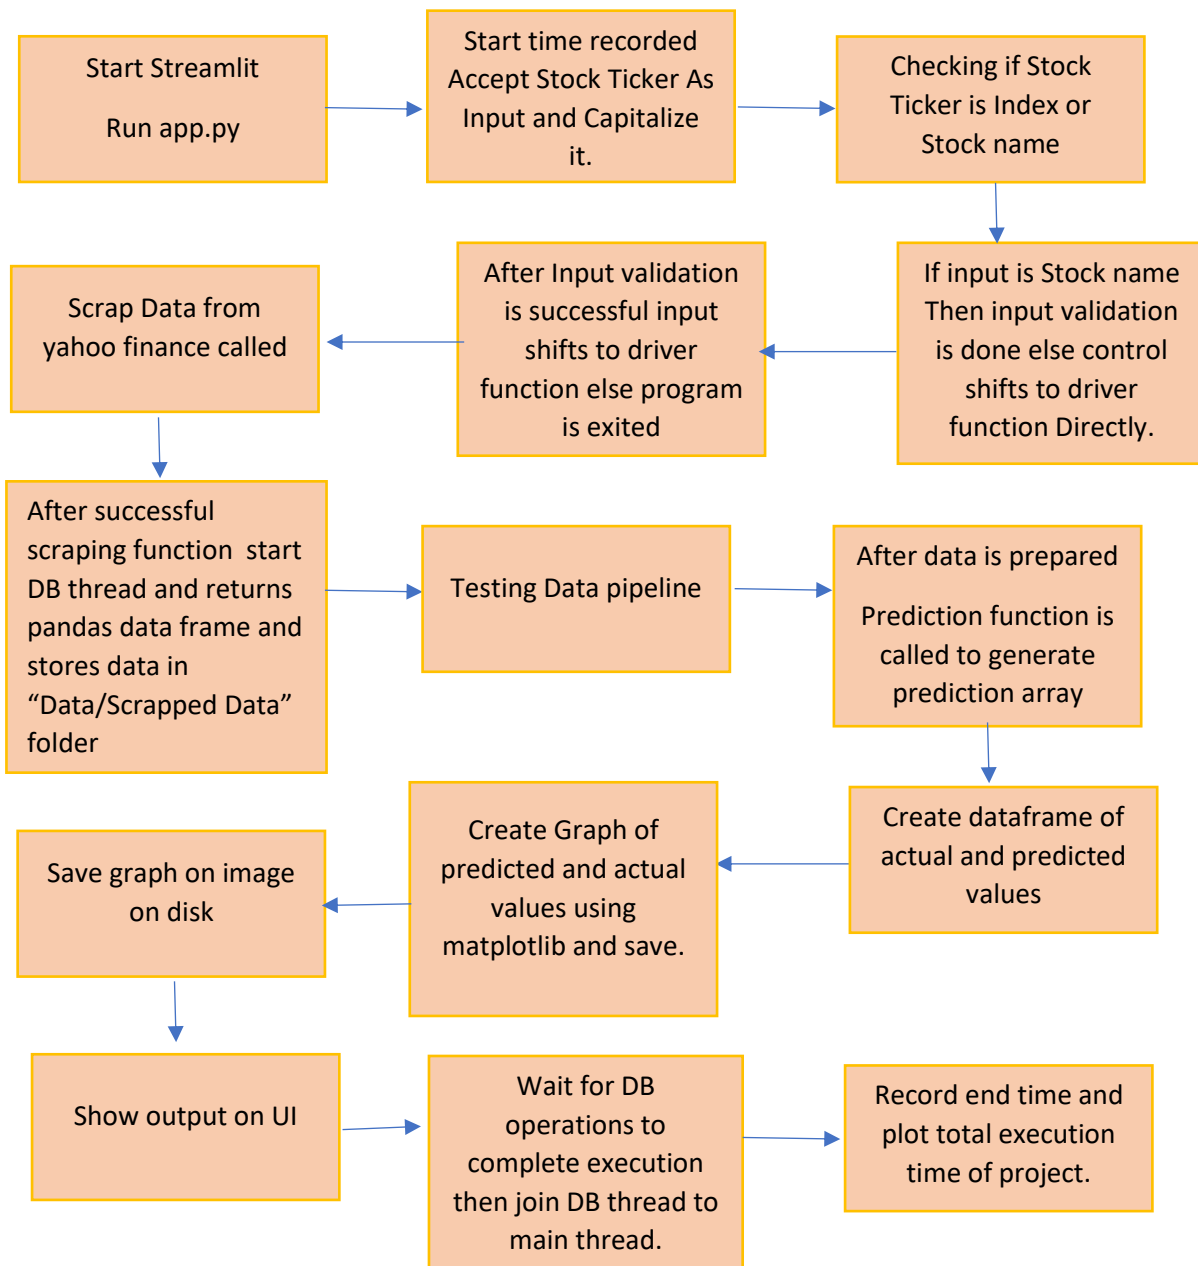 Start Streamlit
Run app.py
Start time recorded
Accept Stock Ticker As
Input and Capitalize
it.
Checking if Stock
Ticker is Index or
Stock name
If input is Stock name
Then input validation
is done else control
shifts to driver
function Directly.
After Input validation
is successful input
shifts to driver
function else program
is exited
Scrap Data from
yahoo finance called
After successful
scraping function start
DB thread and returns
pandas data frame and
stores data in
“Data/Scrapped Data”
folder
Testing Data pipeline
After data is prepared
Prediction function is
called to generate
prediction array
Create dataframe of
actual and predicted
values
Create Graph of
predicted and actual
values using
matplotlib and save.
Save graph on image
on disk
Show output on UI
Wait for DB
operations to
complete execution
then join DB thread to
main thread.
Record end time and
plot total execution
time of project.